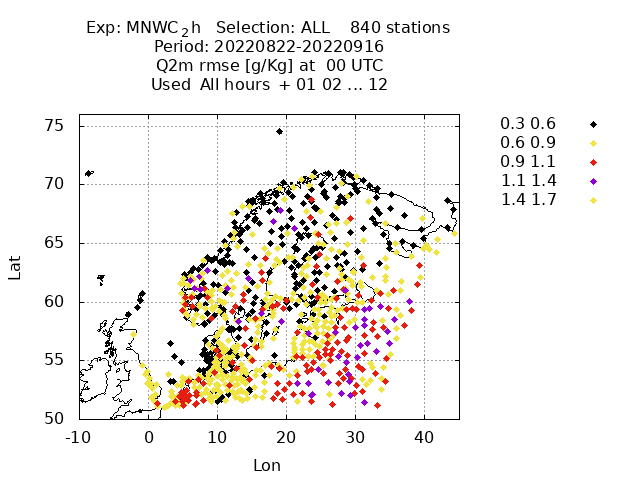 Exp: MNWC₂h Selection: ALL 840 stations
Period: 20220822-20220916
Q2m rmse [g/Kg] at 00 UTC
Used All hours + 01 02 ... 12
0.3 0.6
0.6 0.9
0.9 1.1
1.1 1.4
1.4 1.7
75
70
65
60
55
50
Lat
-10 0 10 20 30 40
Lon